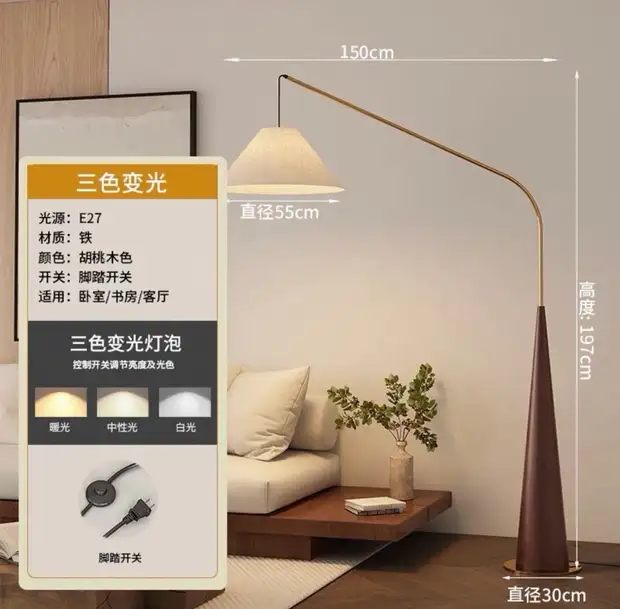 150cm
三色变光
直径55cm
光源：E27
材质：铁
颜色：胡桃木色
开关：脚踏开关
适用：卧室/书房/客厅
高度：197cm
三色变光灯泡
控制开关调节亮度及光色
暖光
中性光
白光
脚踏开关
直径30cm